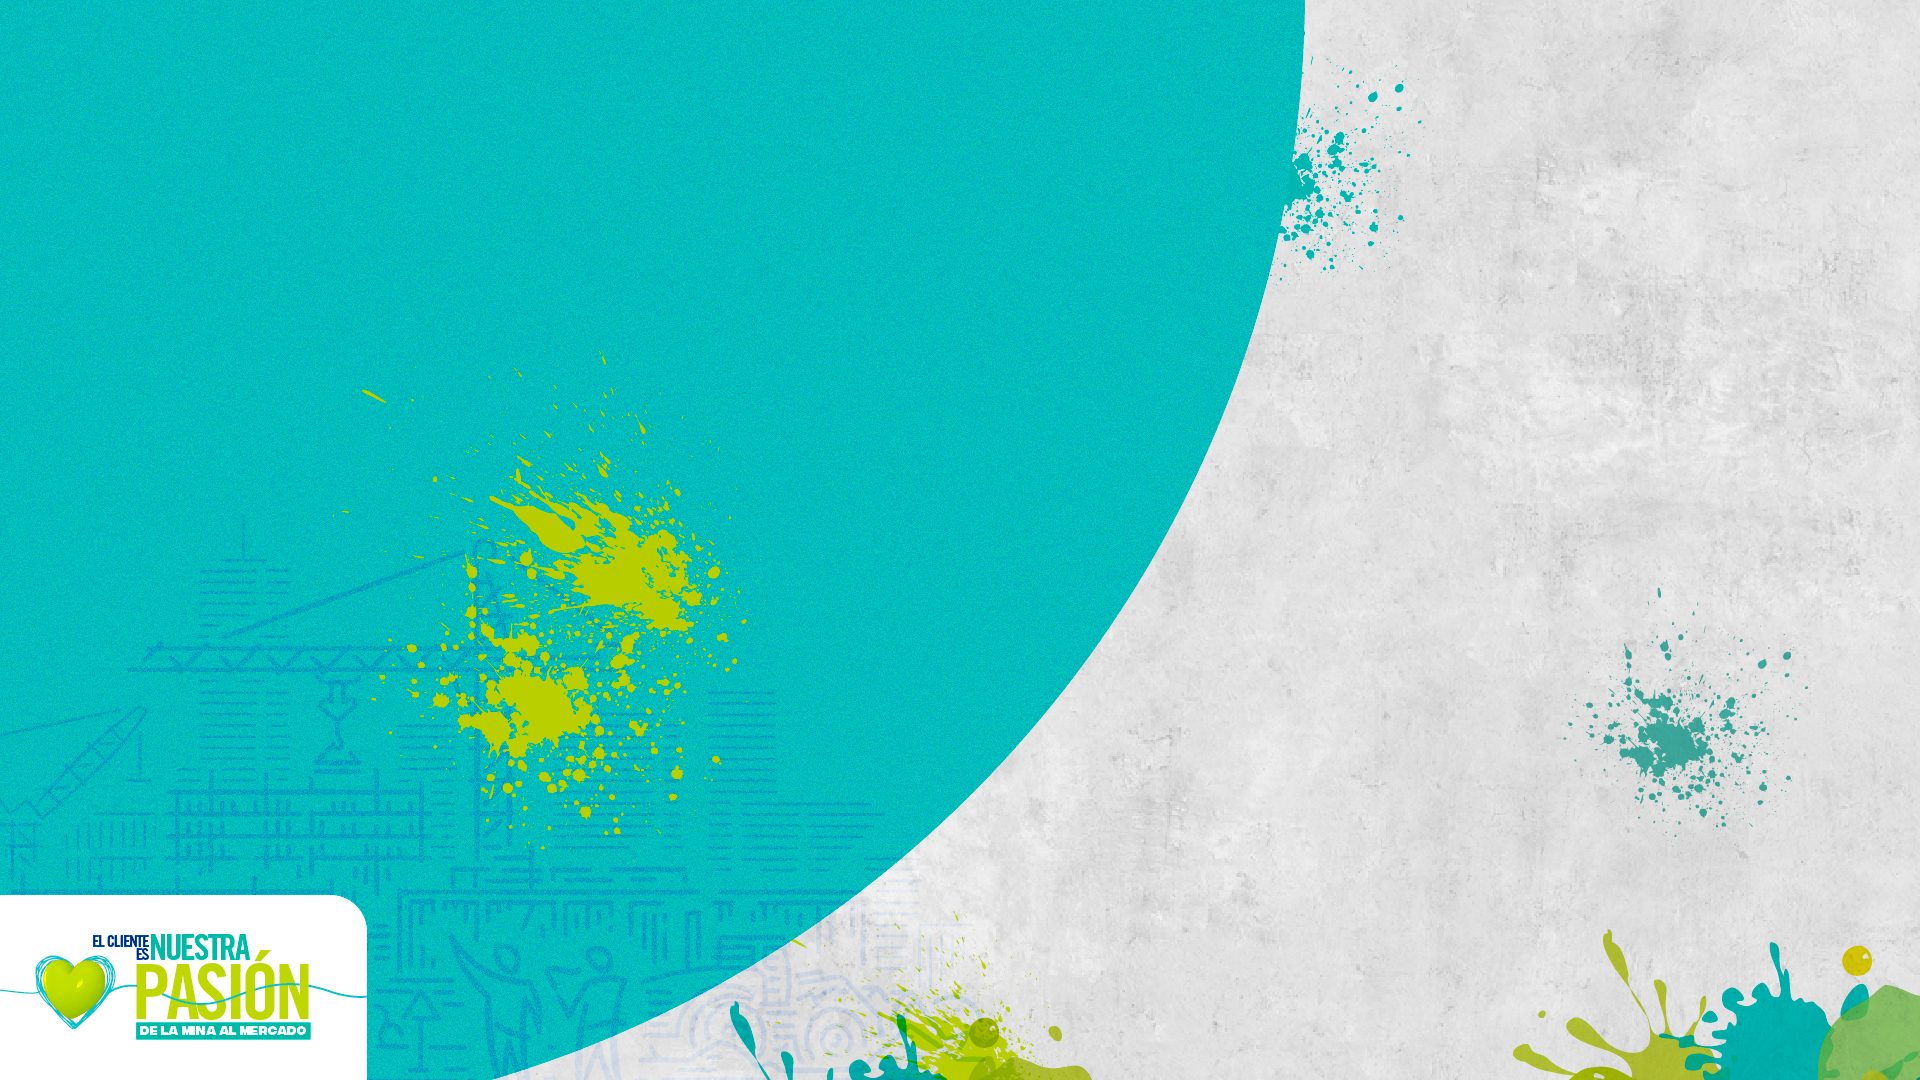 EL CLIENTE
ES NUESTRA
PASIÓN
DE LA MINA AL MERCADO